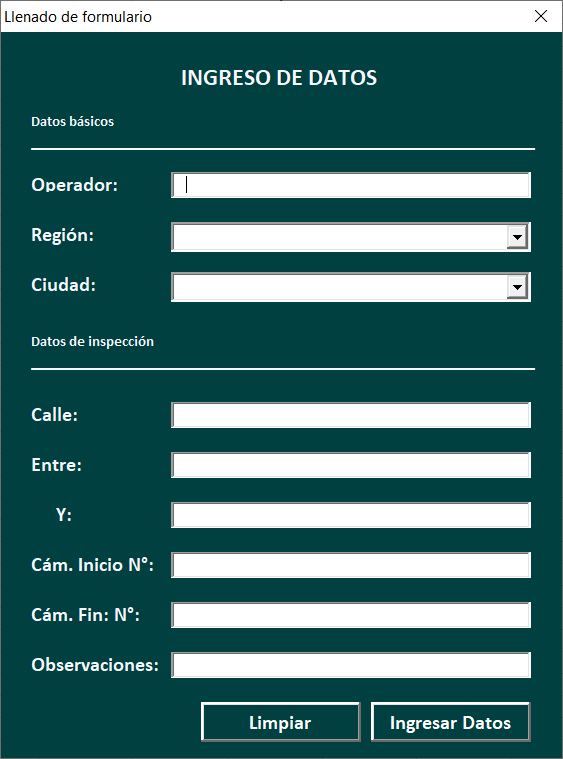 Llenado de formulario
INGRESO DE DATOS
Datos básicos
Operador:
Región:
Ciudad:
Datos de inspección
Calle:
Entre:
Y:
Cám. Inicio N°:
Cám. Fin: N°:
Observaciones:
Limpiar
Ingresar Datos